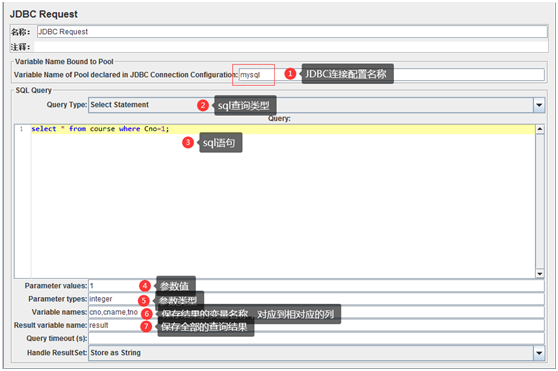 JDBC Request
名称： JDBC Request
注释：
Variable Name Bound to Pool
Variable Name of Pool declared in JDBC Connection Configuration: mysql 1 JDBC连接配置名称
SQL Query
Query Type: Select Statement 2 sql查询类型
Query:
1 select * from course where Cno=1;
3 sql语句
Parameter values: 1 4 参数值
Parameter types: integer 5 参数类型
Variable names: cno,cname,tno 6 保存结果的变量名称，对应到相对应的列
Result variable name: result 7 保存全部的查询结果
Query timeout (s):
Handle ResultSet: Store as String